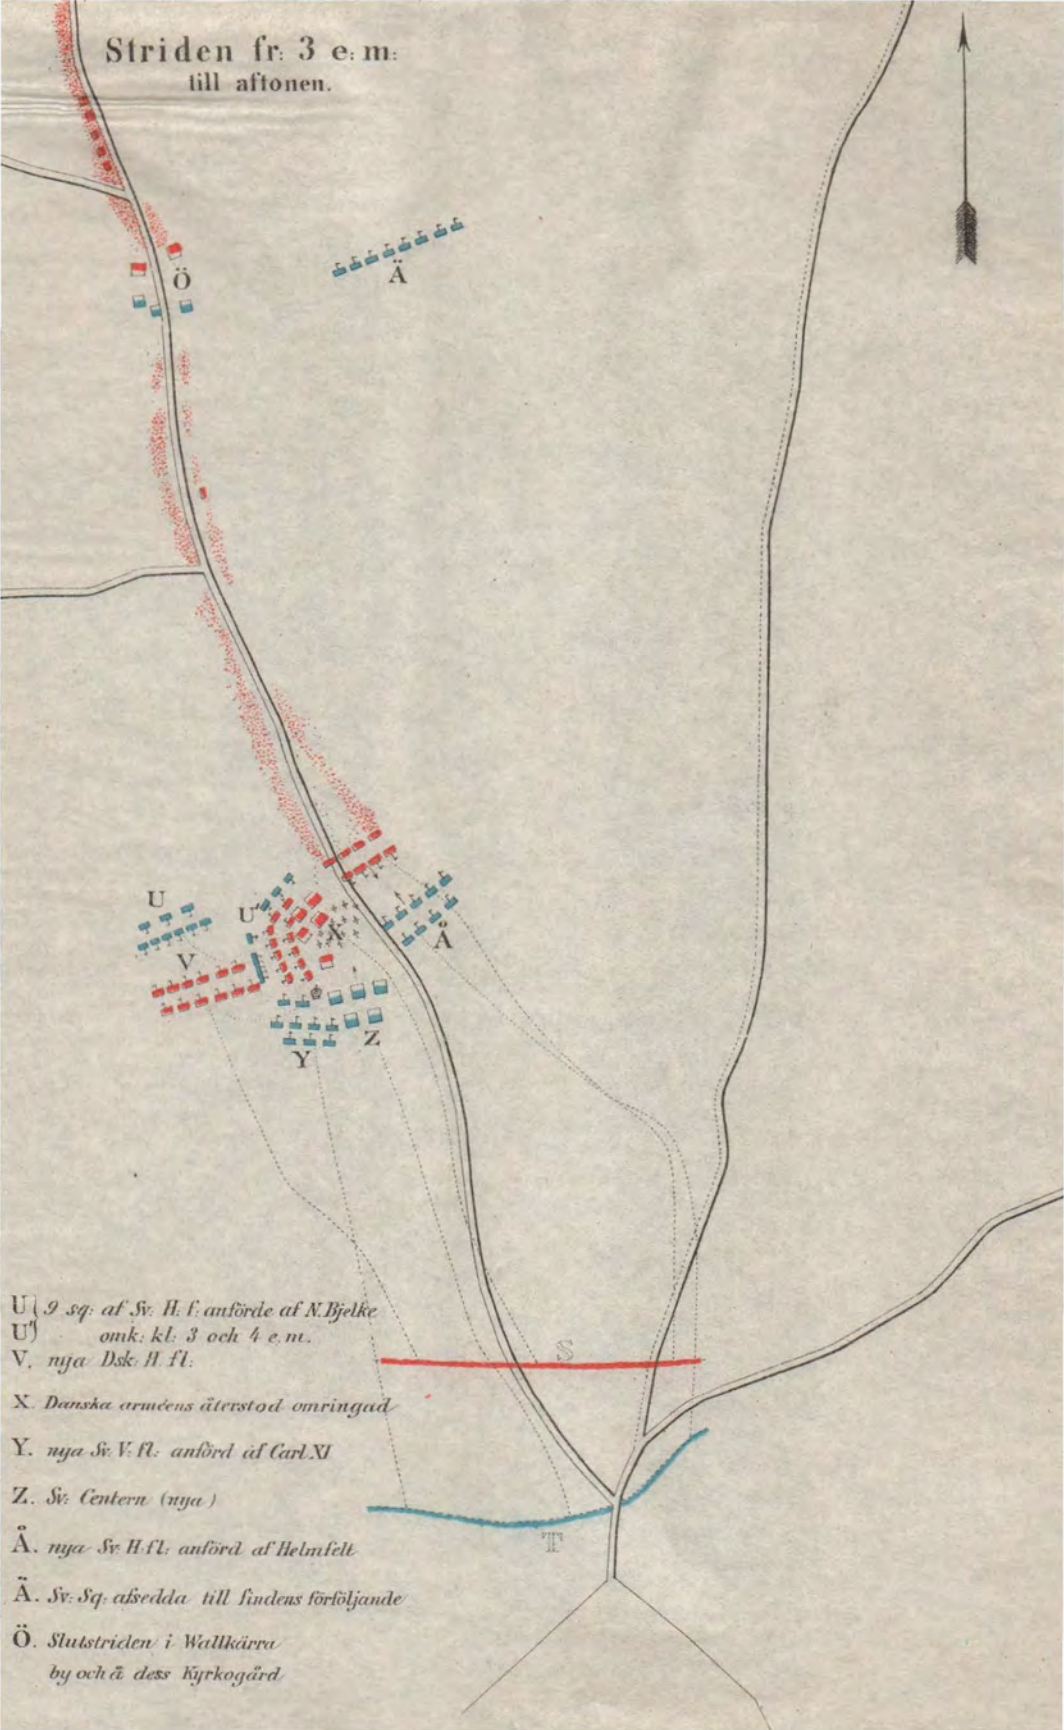 Striden fr: 3 e: m:
till aftonen.
Ö
Ä
U
U'
V
X
Å
Y
Z
S
T
U } 9 sq: af Sv: H: f: anförde af N. Bjelke
U' } omk: kl: 3 och 4 e.m.
V. nya Dsk: H. fl:
X. Danska arméens återstod omringad
Y. nya Sv: V: fl: anförd af Carl XI
Z. Sv: Centern (nya)
Å. nya Sv: H: fl: anförd af Helmfelt
Ä. Sv: Sq: afsedda till fiendens förföljande
Ö. Slutstriden i Wallkärra
by och å dess Kyrkogård